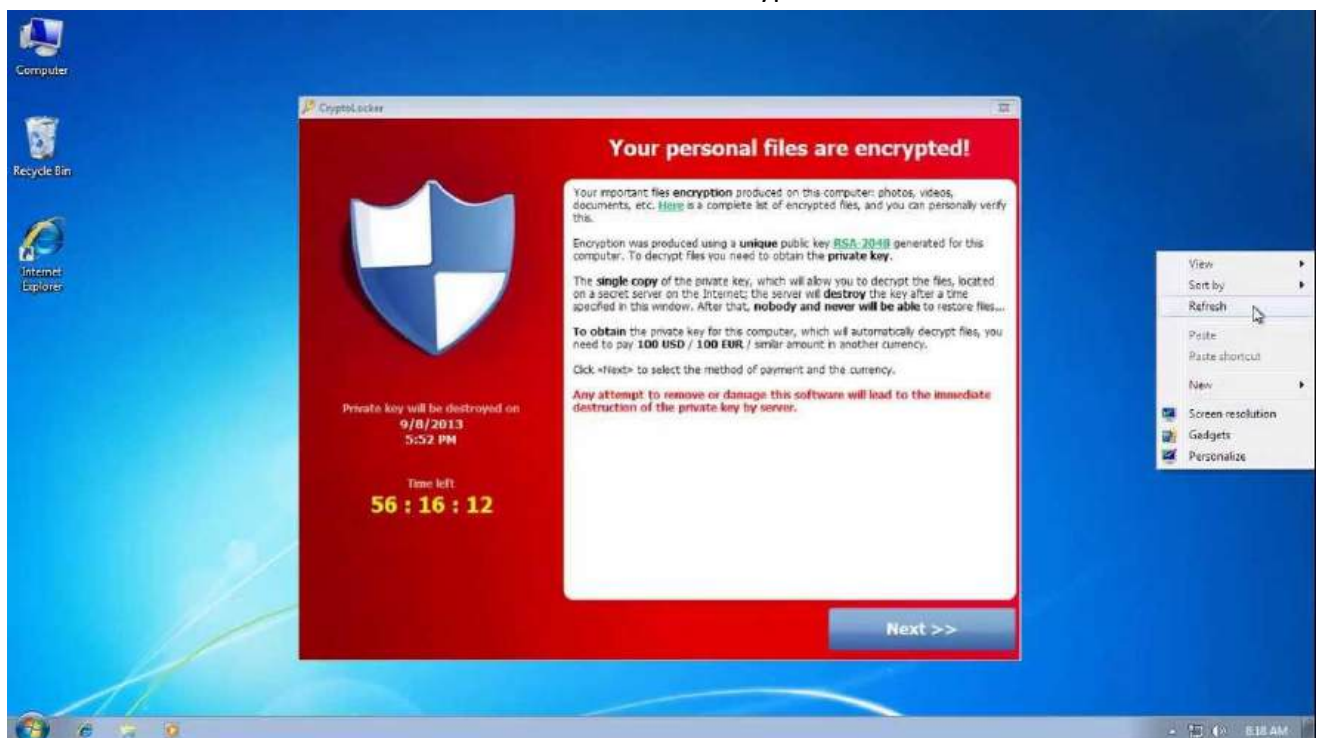 Computer
Recycle Bin
Internet
Explorer
CryptoLocker
Your personal files are encrypted!
Your important files encryption produced on this computer: photos, videos,
documents, etc. Here is a complete list of encrypted files, and you can personally verify
this.
Encryption was produced using a unique public key RSA-2048 generated for this
computer. To decrypt files you need to obtain the private key.
The single copy of the private key, which will allow you to decrypt the files, located
on a secret server on the Internet; the server will destroy the key after a time
specified in this window. After that, nobody and never will be able to restore files...
To obtain the private key for this computer, which will automatically decrypt files, you
need to pay 100 USD / 100 EUR / similar amount in another currency.
Click «Next» to select the method of payment and the currency.
Any attempt to remove or damage this software will lead to the immediate
destruction of the private key by server.
Private key will be destroyed on
9/8/2013
5:52 PM
Time left
56 : 16 : 12
Next >>
View
Sort by
Refresh
Paste
Paste shortcut
New
Screen resolution
Gadgets
Personalize
8:18 AM